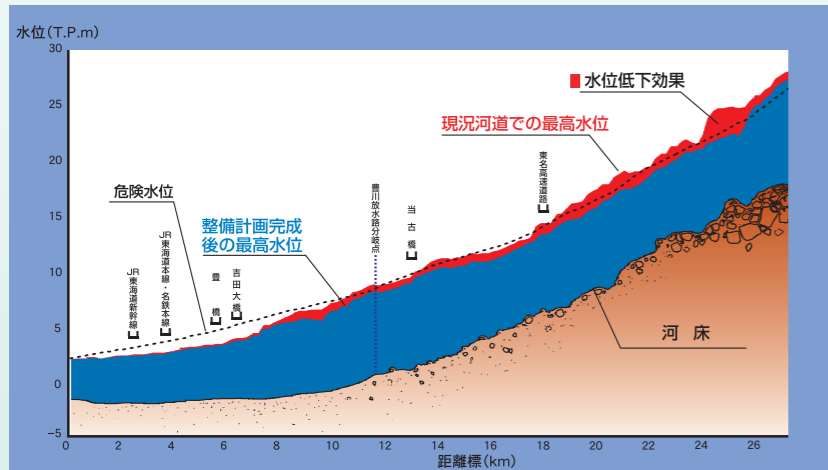 水位(T.P.m)
30
25
20
15
10
5
0
−5
水位低下効果
現況河道での最高水位
危険水位
整備計画完成
後の最高水位
JR東海道新幹線
JR東海道本線・名鉄本線
豊橋
吉田大橋
豊川放水路分岐点
当古橋
東名高速道路
河床
0 2 4 6 8 10 12 14 16 18 20 22 24 26
距離標(km)